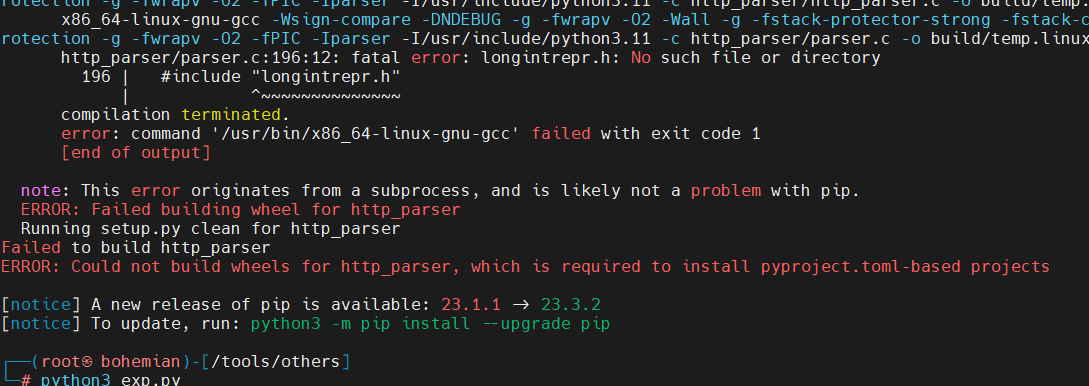 rotection -g -fwrapv -O2 -fPIC -Iparser -I/usr/include/python3.11 -c http_parser/http_parser.c -o build/temp.
x86_64-linux-gnu-gcc -Wsign-compare -DNDEBUG -g -fwrapv -O2 -Wall -g -fstack-protector-strong -fstack-c
rotection -g -fwrapv -O2 -fPIC -Iparser -I/usr/include/python3.11 -c http_parser/parser.c -o build/temp.linux
http_parser/parser.c:196:12: fatal error: longintrepr.h: No such file or directory
196 |   #include "longintrepr.h"
|            ^~~~~~~~~~~~~~~
compilation terminated.
error: command '/usr/bin/x86_64-linux-gnu-gcc' failed with exit code 1
[end of output]
note: This error originates from a subprocess, and is likely not a problem with pip.
ERROR: Failed building wheel for http_parser
Running setup.py clean for http_parser
Failed to build http_parser
ERROR: Could not build wheels for http_parser, which is required to install pyproject.toml-based projects
[notice] A new release of pip is available: 23.1.1 → 23.3.2
[notice] To update, run: python3 -m pip install --upgrade pip
┌──(root㉿ bohemian)-[/tools/others]
└─# python3 exp.py